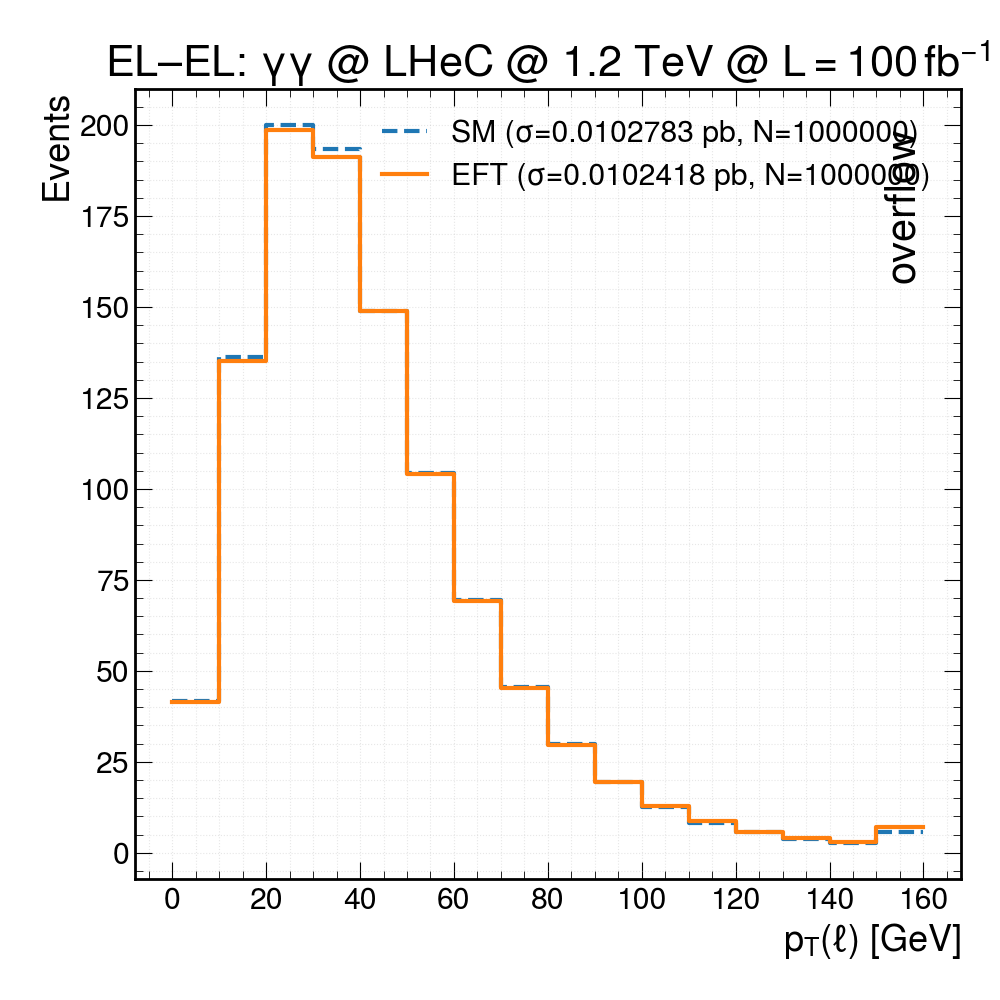 EL–EL: γγ @ LHeC @ 1.2 TeV @ L = 100 fb⁻¹
Events
SM (σ=0.0102783 pb, N=1000000)
EFT (σ=0.0102418 pb, N=1000000)
overflow
200
175
150
125
100
75
50
25
0
0 20 40 60 80 100 120 140 160
p_T(ℓ) [GeV]